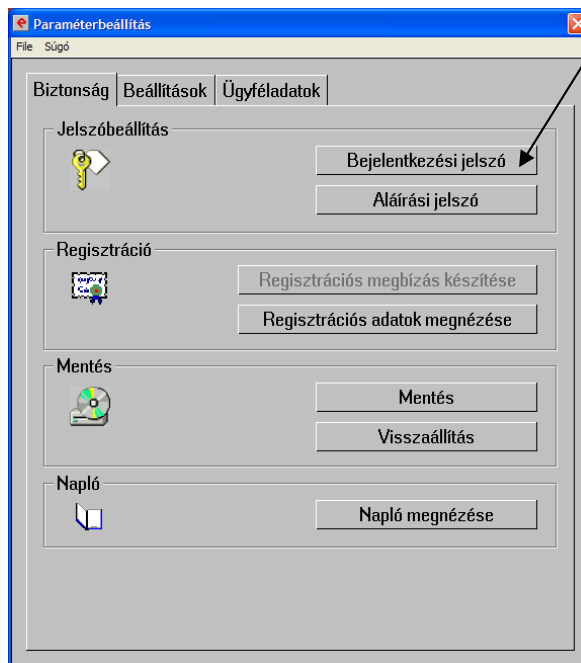 Paraméterbeállítás
File Súgó
Biztonság Beállítások Ügyféladatok
Jelszóbeállítás
Bejelentkezési jelszó
Aláírási jelszó
Regisztráció
Regisztrációs megbízás készítése
Regisztrációs adatok megnézése
Mentés
Mentés
Visszaállítás
Napló
Napló megnézése